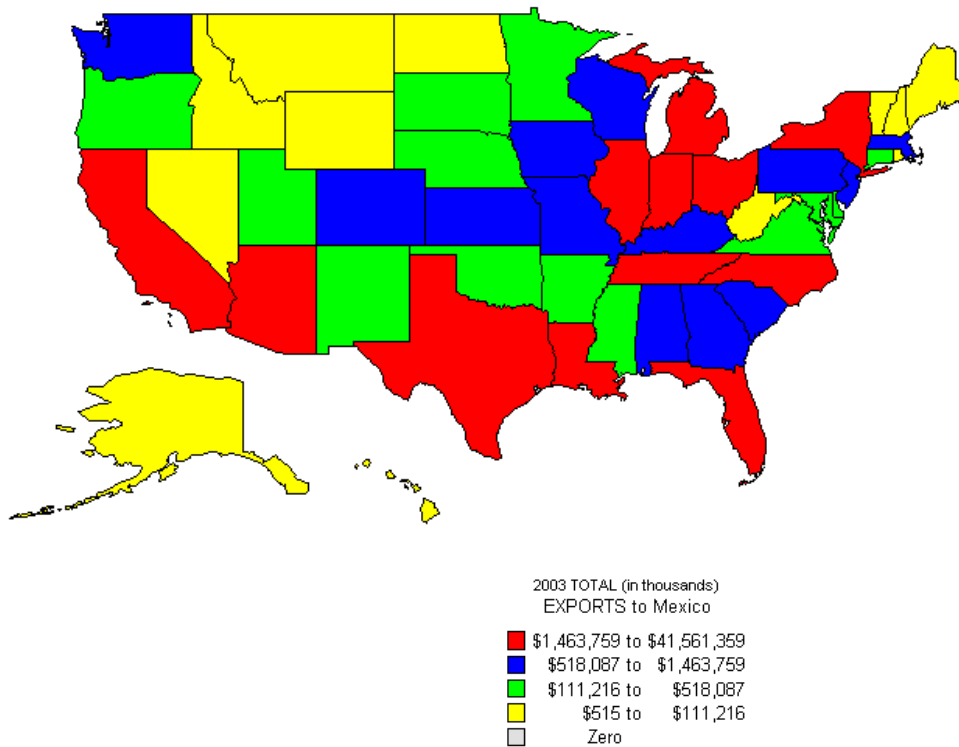 2003 TOTAL (in thousands)
EXPORTS to Mexico
$1,463,759 to $41,561,359
$518,087 to $1,463,759
$111,216 to $518,087
$515 to $111,216
Zero